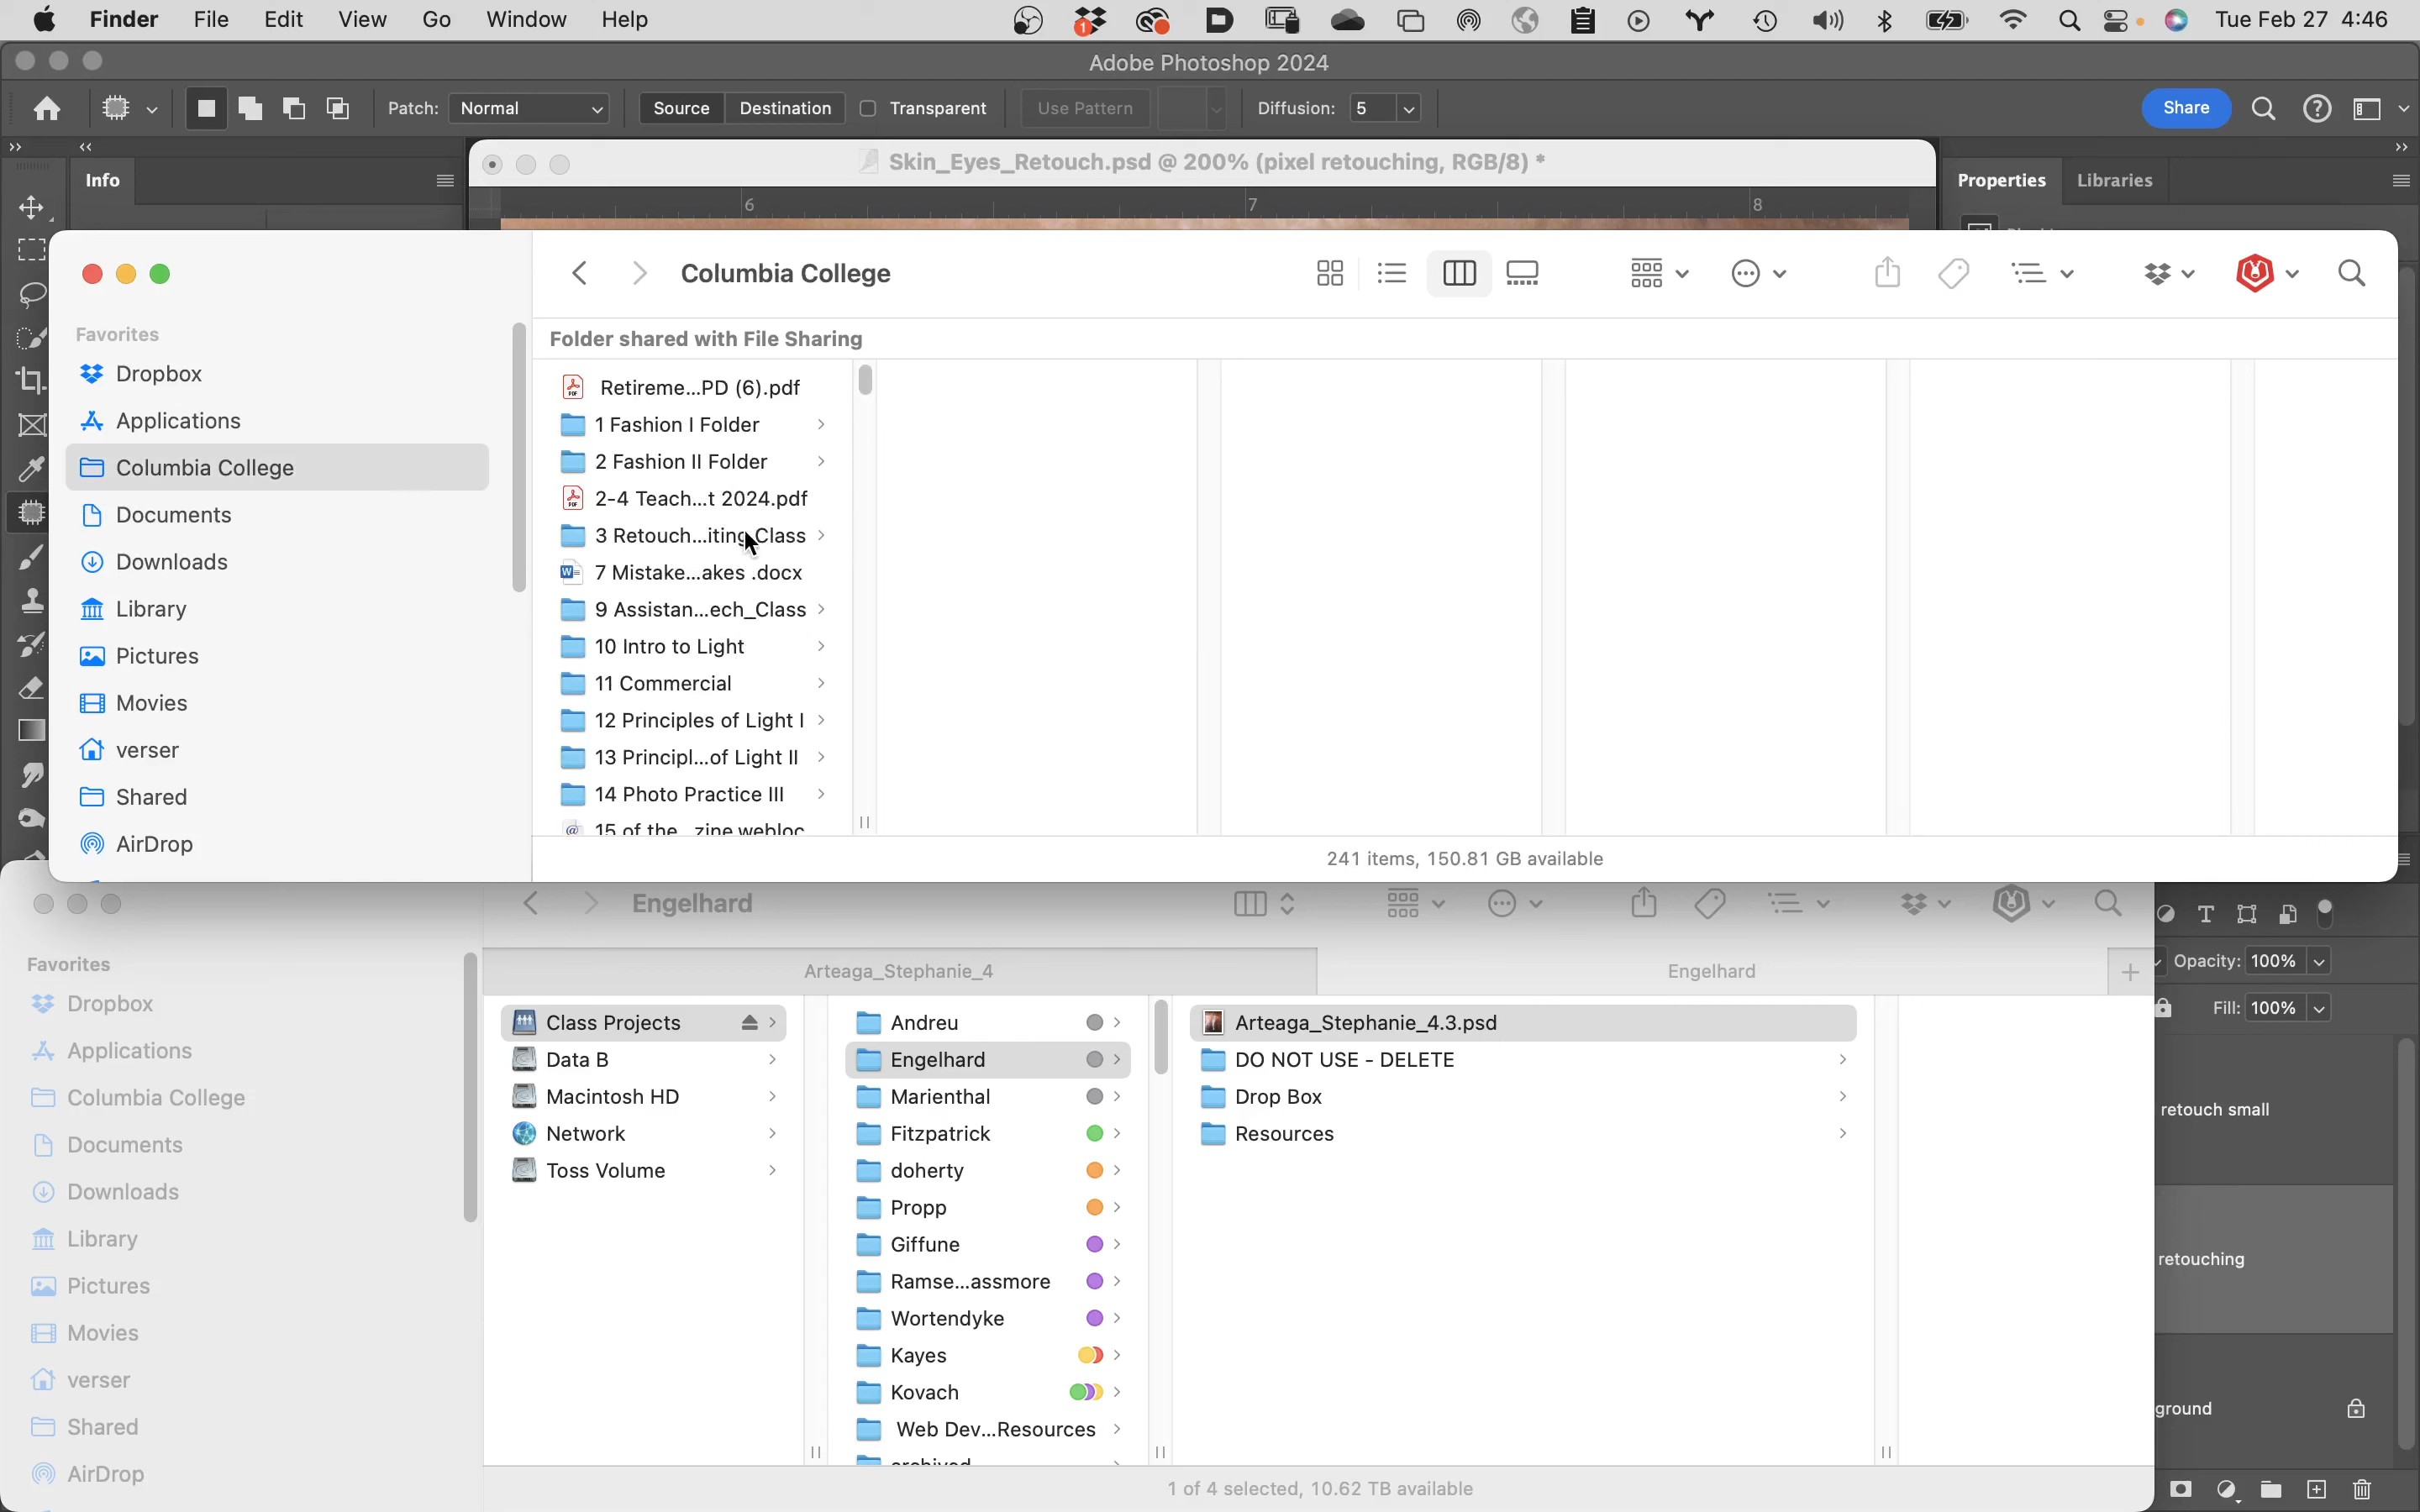 Finder File Edit View Go Window Help
1
Tue Feb 27 4:46
Adobe Photoshop 2024
Patch: Normal Source Destination Transparent Use Pattern Diffusion: 5 Share
Info
Skin_Eyes_Retouch.psd @ 200% (pixel retouching, RGB/8) *
Properties Libraries
6 7 8
Columbia College
Folder shared with File Sharing
Favorites
Dropbox
Applications
Columbia College
Documents
Downloads
Library
Pictures
Movies
verser
Shared
AirDrop
Retireme...PD (6).pdf
1 Fashion I Folder
2 Fashion II Folder
2-4 Teach...t 2024.pdf
3 Retouch...iting_Class
7 Mistake...akes .docx
9 Assistan...ech_Class
10 Intro to Light
11 Commercial
12 Principles of Light I
13 Principl...of Light II
14 Photo Practice III
15 of the...zine.webloc
241 items, 150.81 GB available
Engelhard
Arteaga_Stephanie_4
Engelhard
Favorites
Dropbox
Applications
Columbia College
Documents
Downloads
Library
Pictures
Movies
verser
Shared
AirDrop
Class Projects
Data B
Macintosh HD
Network
Toss Volume
Andreu
Engelhard
Marienthal
Fitzpatrick
doherty
Propp
Giffune
Ramse...assmore
Wortendyke
Kayes
Kovach
Web Dev...Resources
archived
Arteaga_Stephanie_4.3.psd
DO NOT USE - DELETE
Drop Box
Resources
1 of 4 selected, 10.62 TB available
Opacity: 100%
Fill: 100%
retouch small
retouching
ground